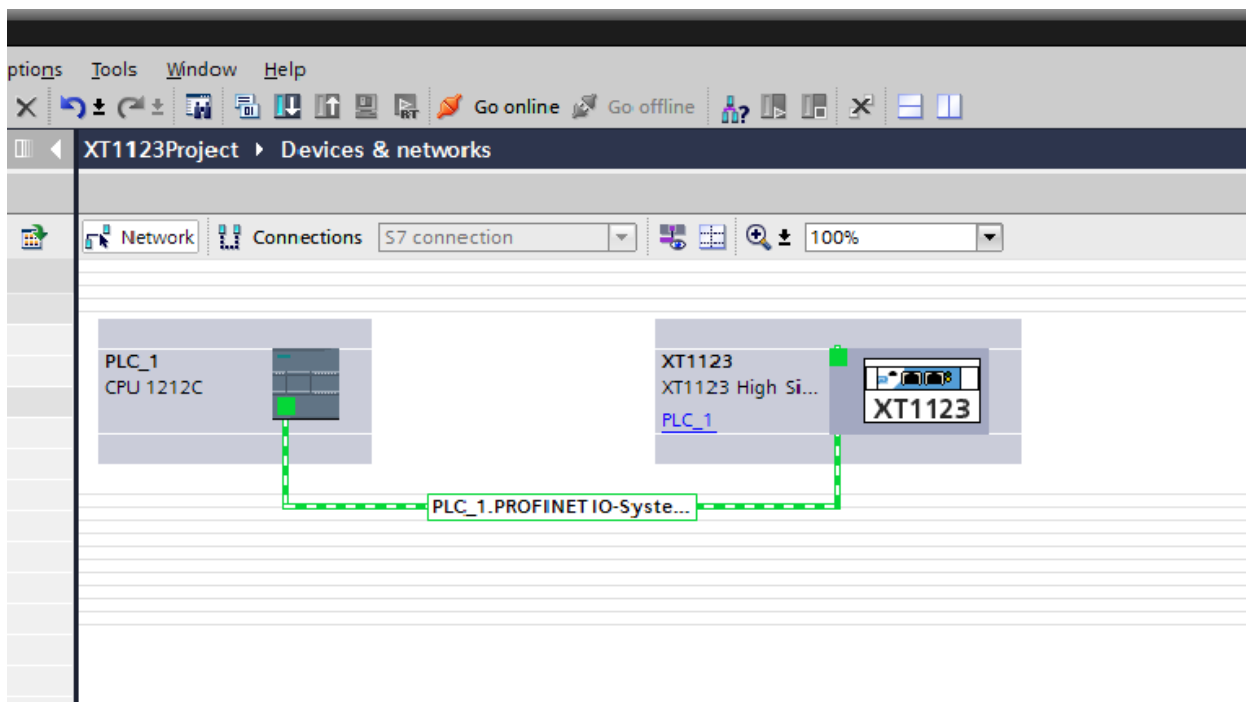 ptions Tools Window Help
RT Go online Go offline ?
XT1123Project Devices & networks
Network Connections S7 connection 100%
PLC_1
CPU 1212C
XT1123
XT1123 High Si...
PLC_1
XT1123
PLC_1.PROFINET IO-Syste...